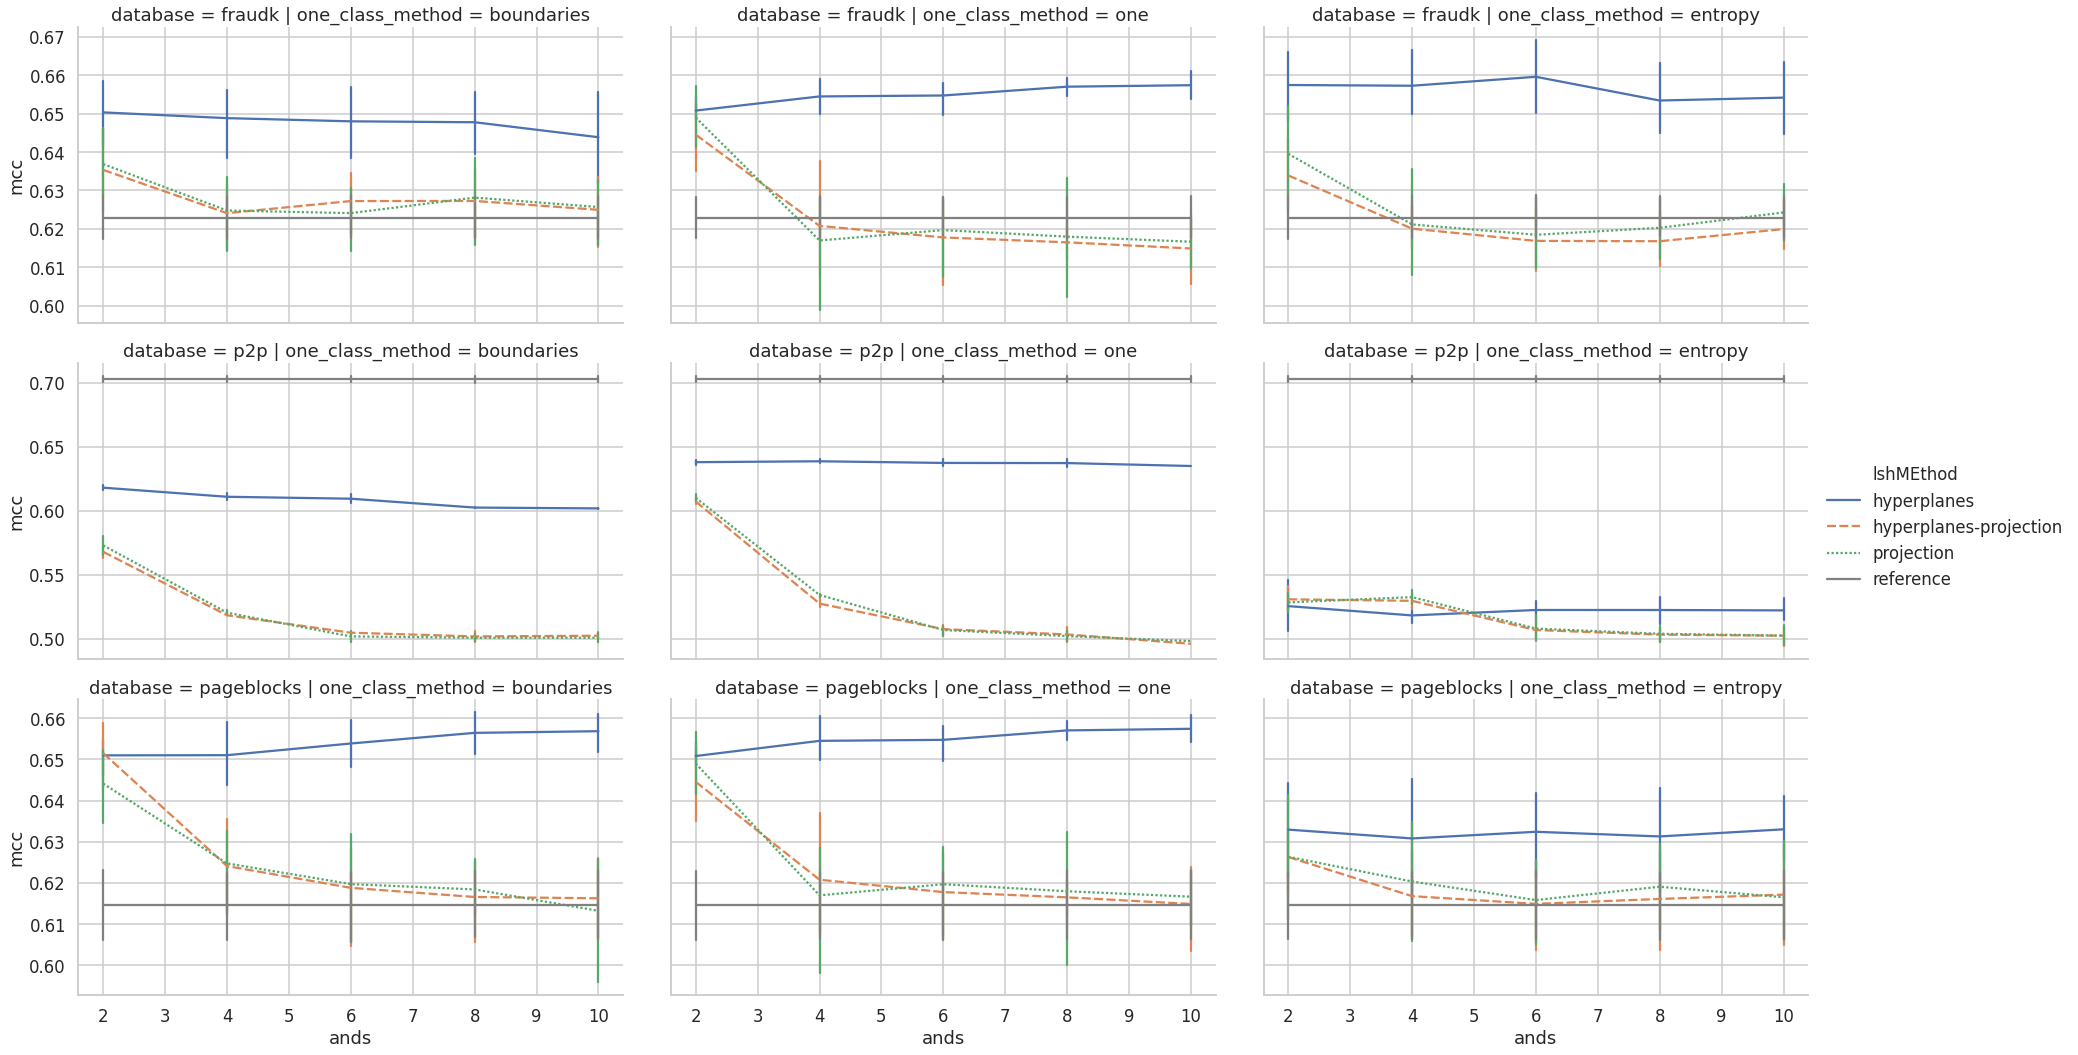 database = fraudk | one_class_method = boundaries
database = fraudk | one_class_method = one
database = fraudk | one_class_method = entropy
0.67
0.66
0.65
0.64
0.63
0.62
0.61
0.60
mcc
database = p2p | one_class_method = boundaries
database = p2p | one_class_method = one
database = p2p | one_class_method = entropy
0.70
0.65
0.60
0.55
0.50
mcc
lshMEthod
hyperplanes
hyperplanes-projection
projection
reference
database = pageblocks | one_class_method = boundaries
database = pageblocks | one_class_method = one
database = pageblocks | one_class_method = entropy
0.66
0.65
0.64
0.63
0.62
0.61
0.60
mcc
2 3 4 5 6 7 8 9 10
ands
2 3 4 5 6 7 8 9 10
ands
2 3 4 5 6 7 8 9 10
ands